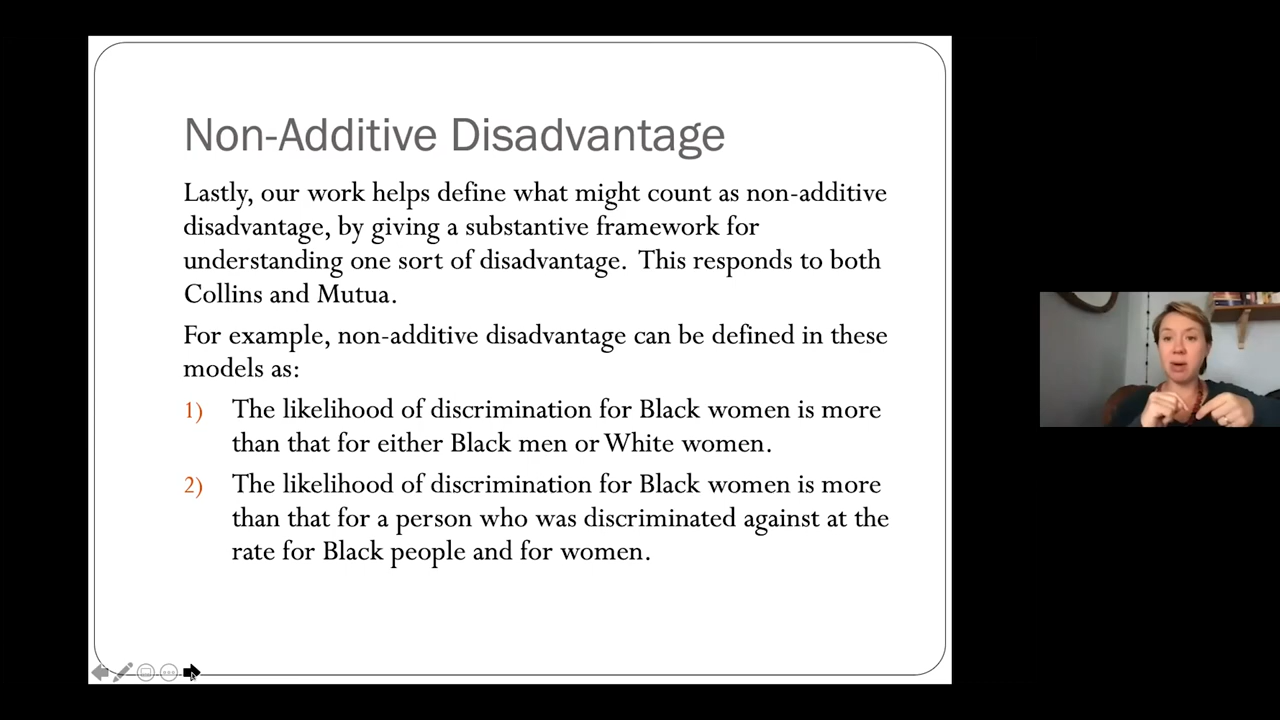 Non-Additive Disadvantage
Lastly, our work helps define what might count as non-additive
disadvantage, by giving a substantive framework for
understanding one sort of disadvantage. This responds to both
Collins and Mutua.
For example, non-additive disadvantage can be defined in these
models as:
1) The likelihood of discrimination for Black women is more
than that for either Black men or White women.
2) The likelihood of discrimination for Black women is more
than that for a person who was discriminated against at the
rate for Black people and for women.